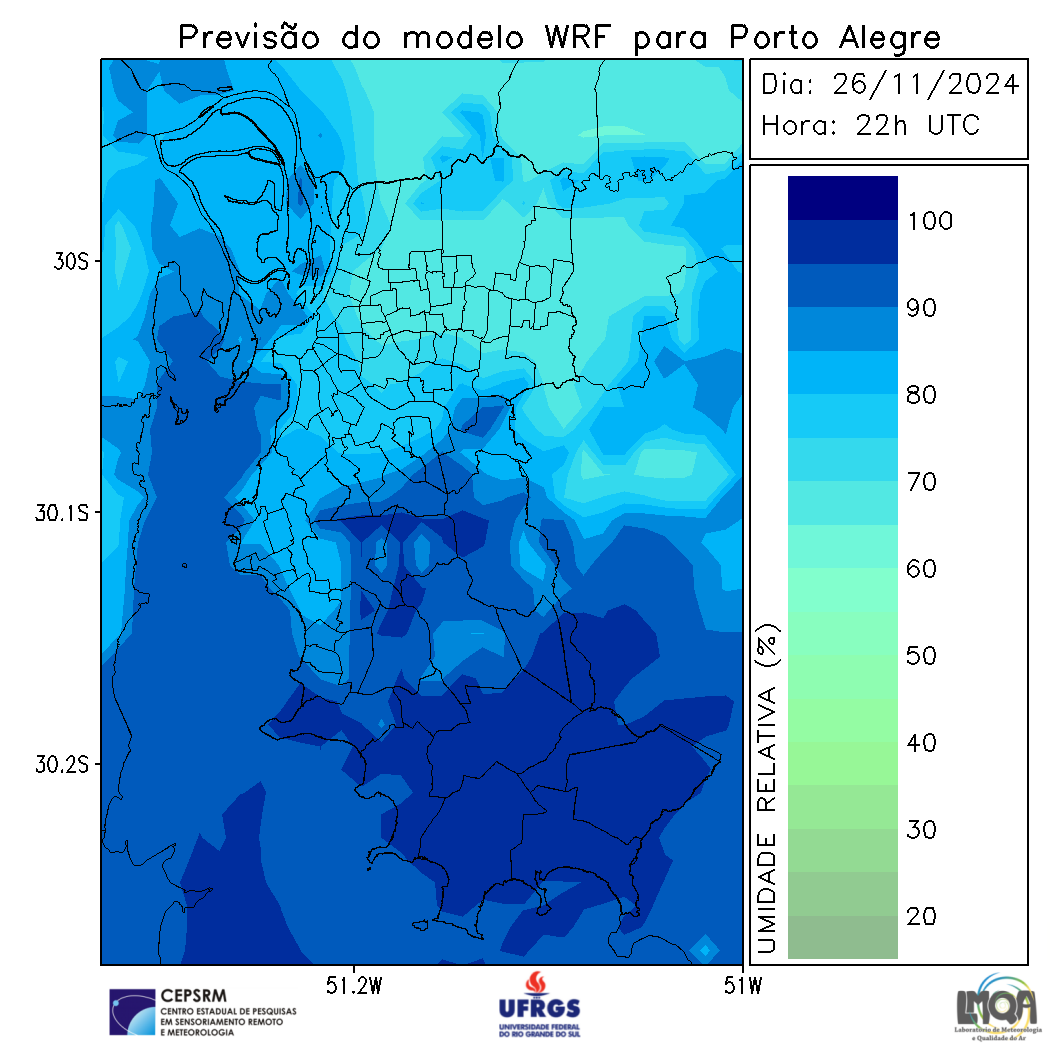 Previsão do modelo WRF para Porto Alegre
Dia: 26/11/2024
Hora: 22h UTC
30S
30.1S
30.2S
51.2W
51W
100
90
80
70
60
50
40
30
20
UMIDADE RELATIVA (%)
CEPSRM
CENTRO ESTADUAL DE PESQUISAS
EM SENSORIAMENTO REMOTO
E METEOROLOGIA
UFRGS
UNIVERSIDADE FEDERAL
DO RIO GRANDE DO SUL
LMQA
Laboratório de Meteorologia
e Qualidade do Ar